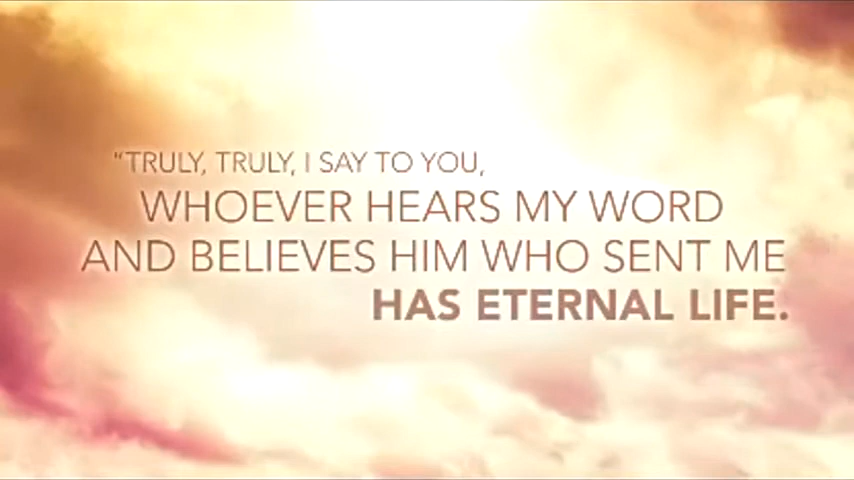 "TRULY, TRULY, I SAY TO YOU,
WHOEVER HEARS MY WORD
AND BELIEVES HIM WHO SENT ME
HAS ETERNAL LIFE.